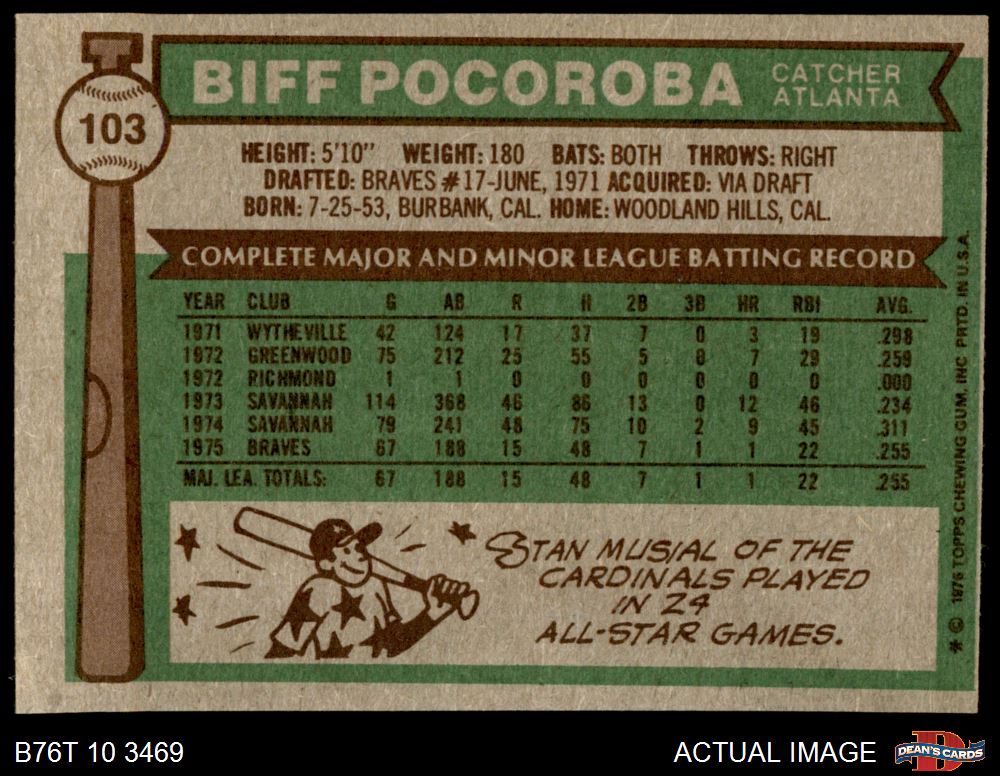 103
BIFF POCOROBA
CATCHER
ATLANTA
HEIGHT: 5'10" WEIGHT: 180 BATS: BOTH THROWS: RIGHT
DRAFTED: BRAVES #17-JUNE, 1971 ACQUIRED: VIA DRAFT
BORN: 7-25-53, BURBANK, CAL. HOME: WOODLAND HILLS, CAL.
COMPLETE MAJOR AND MINOR LEAGUE BATTING RECORD
YEAR CLUB G AB R H 2B 3B HR RBI AVG.
1971 WYTHEVILLE 42 124 17 37 7 0 3 19 .298
1972 GREENWOOD 75 212 25 55 5 0 7 29 .259
1972 RICHMOND 1 1 0 0 0 0 0 0 .000
1973 SAVANNAH 114 368 46 86 13 0 12 46 .234
1974 SAVANNAH 79 241 48 75 10 2 9 45 .311
1975 BRAVES 67 188 15 48 7 1 1 22 .255
MAJ. LEA. TOTALS: 67 188 15 48 7 1 1 22 .255
STAN MUSIAL OF THE
CARDINALS PLAYED
IN 24
ALL-STAR GAMES.
* © 1976 TOPPS CHEWING GUM, INC. PRTD. IN U.S.A.
B76T 10 3469
ACTUAL IMAGE
DEAN'S CARDS